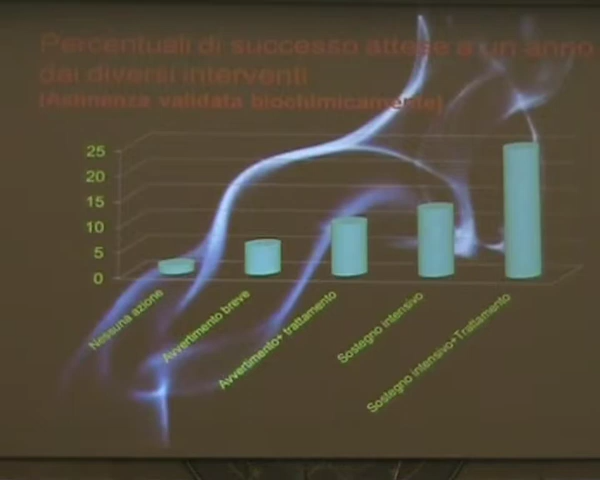 Percentuali di successo attese a un anno
dai diversi interventi
(Astinenza validata biochimicamente)
25
20
15
10
5
0
Nessuna azione
Avvertimento breve
Avvertimento+ trattamento
Sostegno intensivo
Sostegno intensivo+Trattamento